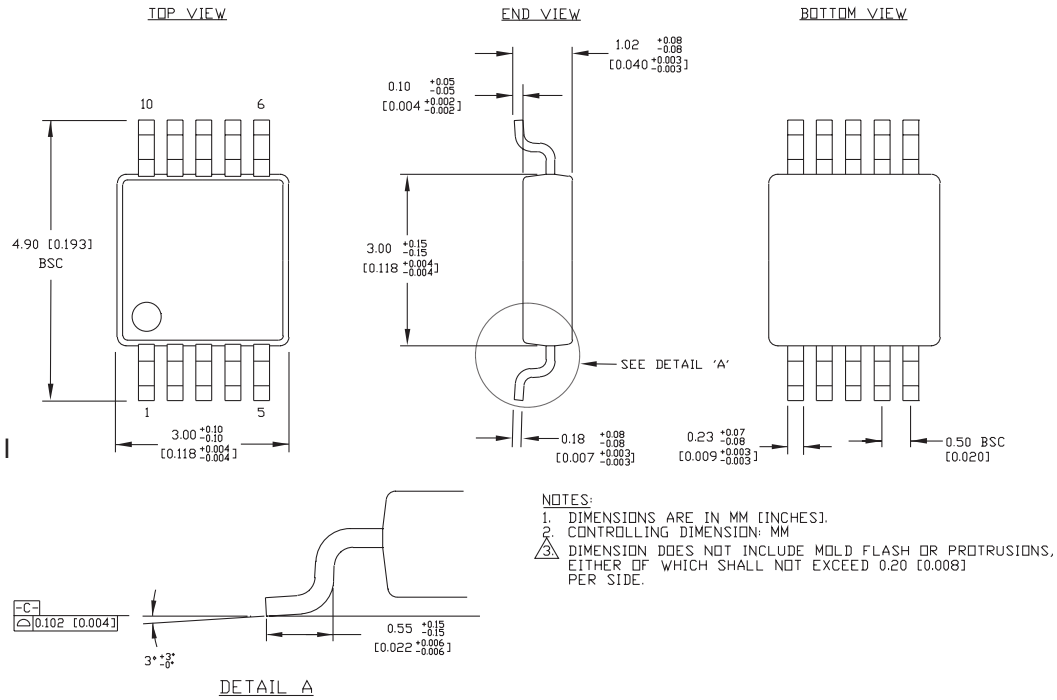 TOP VIEW
END VIEW
BOTTOM VIEW
1.02 +0.08 -0.08
[0.040 +0.003 -0.003]
0.10 +0.05 -0.05
[0.004 +0.002 -0.002]
10 6
4.90 [0.193]
BSC
3.00 +0.15 -0.15
[0.118 +0.004 -0.004]
SEE DETAIL 'A'
1 5
3.00 +0.10 -0.10
[0.118 +0.004 -0.004]
0.18 +0.08 -0.08
[0.007 +0.003 -0.003]
0.23 +0.07 -0.08
[0.009 +0.003 -0.003]
0.50 BSC
[0.020]
NOTES:
1. DIMENSIONS ARE IN MM [INCHES].
2. CONTROLLING DIMENSION: MM
3. DIMENSION DOES NOT INCLUDE MOLD FLASH OR PROTRUSIONS,
EITHER OF WHICH SHALL NOT EXCEED 0.20 [0.008]
PER SIDE.
-C-
⌓ 0.102 [0.004]
3° +3° -0°
0.55 +0.15 -0.15
[0.022 +0.006 -0.006]
DETAIL A